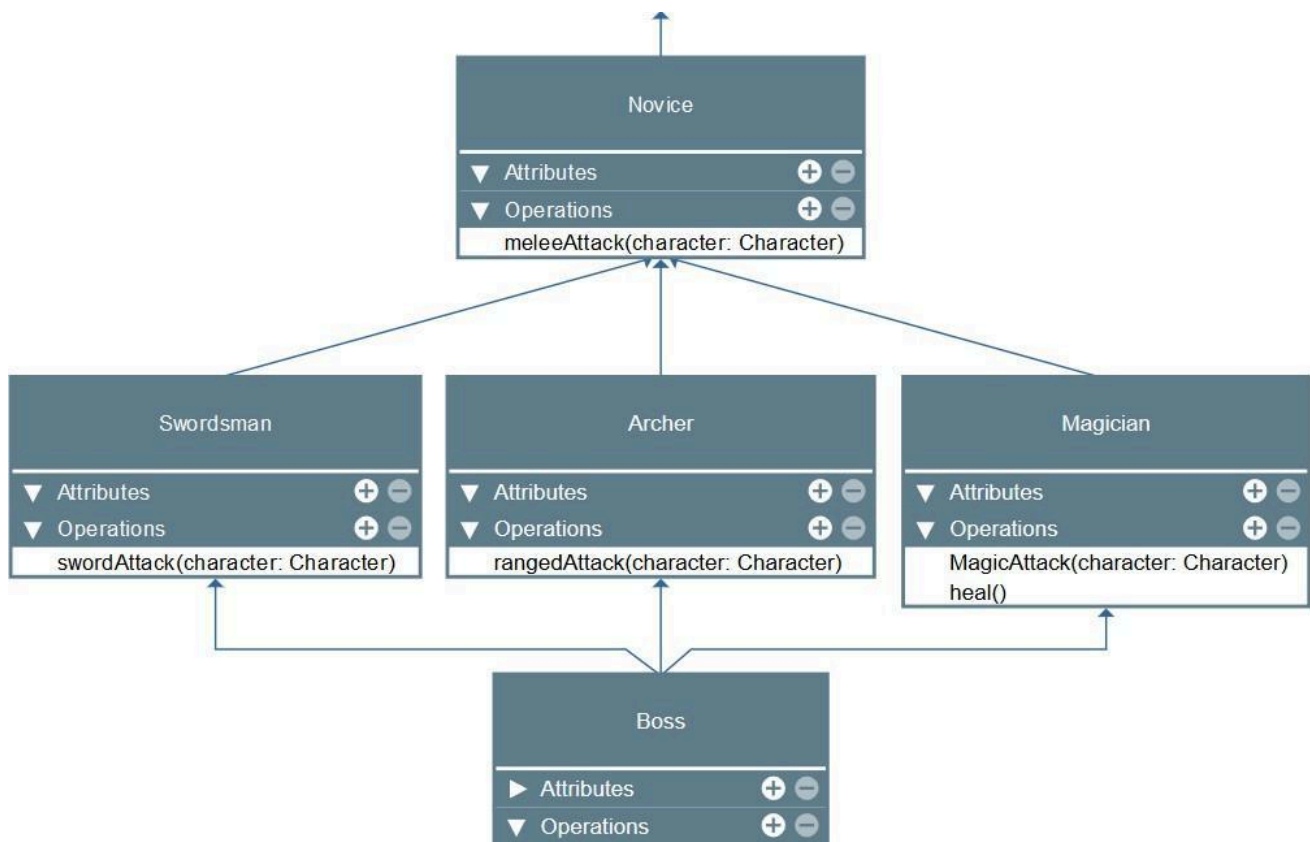 Novice
Attributes
Operations
meleeAttack(character: Character)
Swordsman
Attributes
Operations
swordAttack(character: Character)
Archer
Attributes
Operations
rangedAttack(character: Character)
Magician
Attributes
Operations
MagicAttack(character: Character)
heal()
Boss
Attributes
Operations